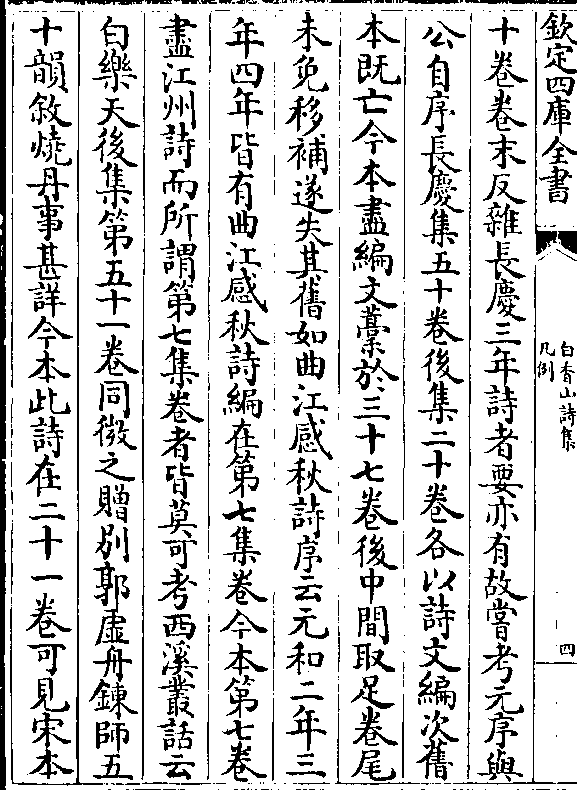 欽定四庫全書
白香山詩集
凡例
四
十卷卷末反雜長慶三年詩者要亦有故嘗考元序與
公自序長慶集五十卷後集二十卷各以詩文編次舊
本既亡今本盡編文藁於三十七卷後中間取足卷尾
未免移補遂失其舊如曲江感秋詩序云元和二年三
年四年皆有曲江感秋詩編在第七集卷今本第七卷
盡江州詩而所謂第七集卷者皆莫可考西溪叢話云
白樂天後集第五十一卷同微之贈别郭虛舟鍊師五
十韻敘燒丹事甚詳今本此詩在二十一卷可見宋本